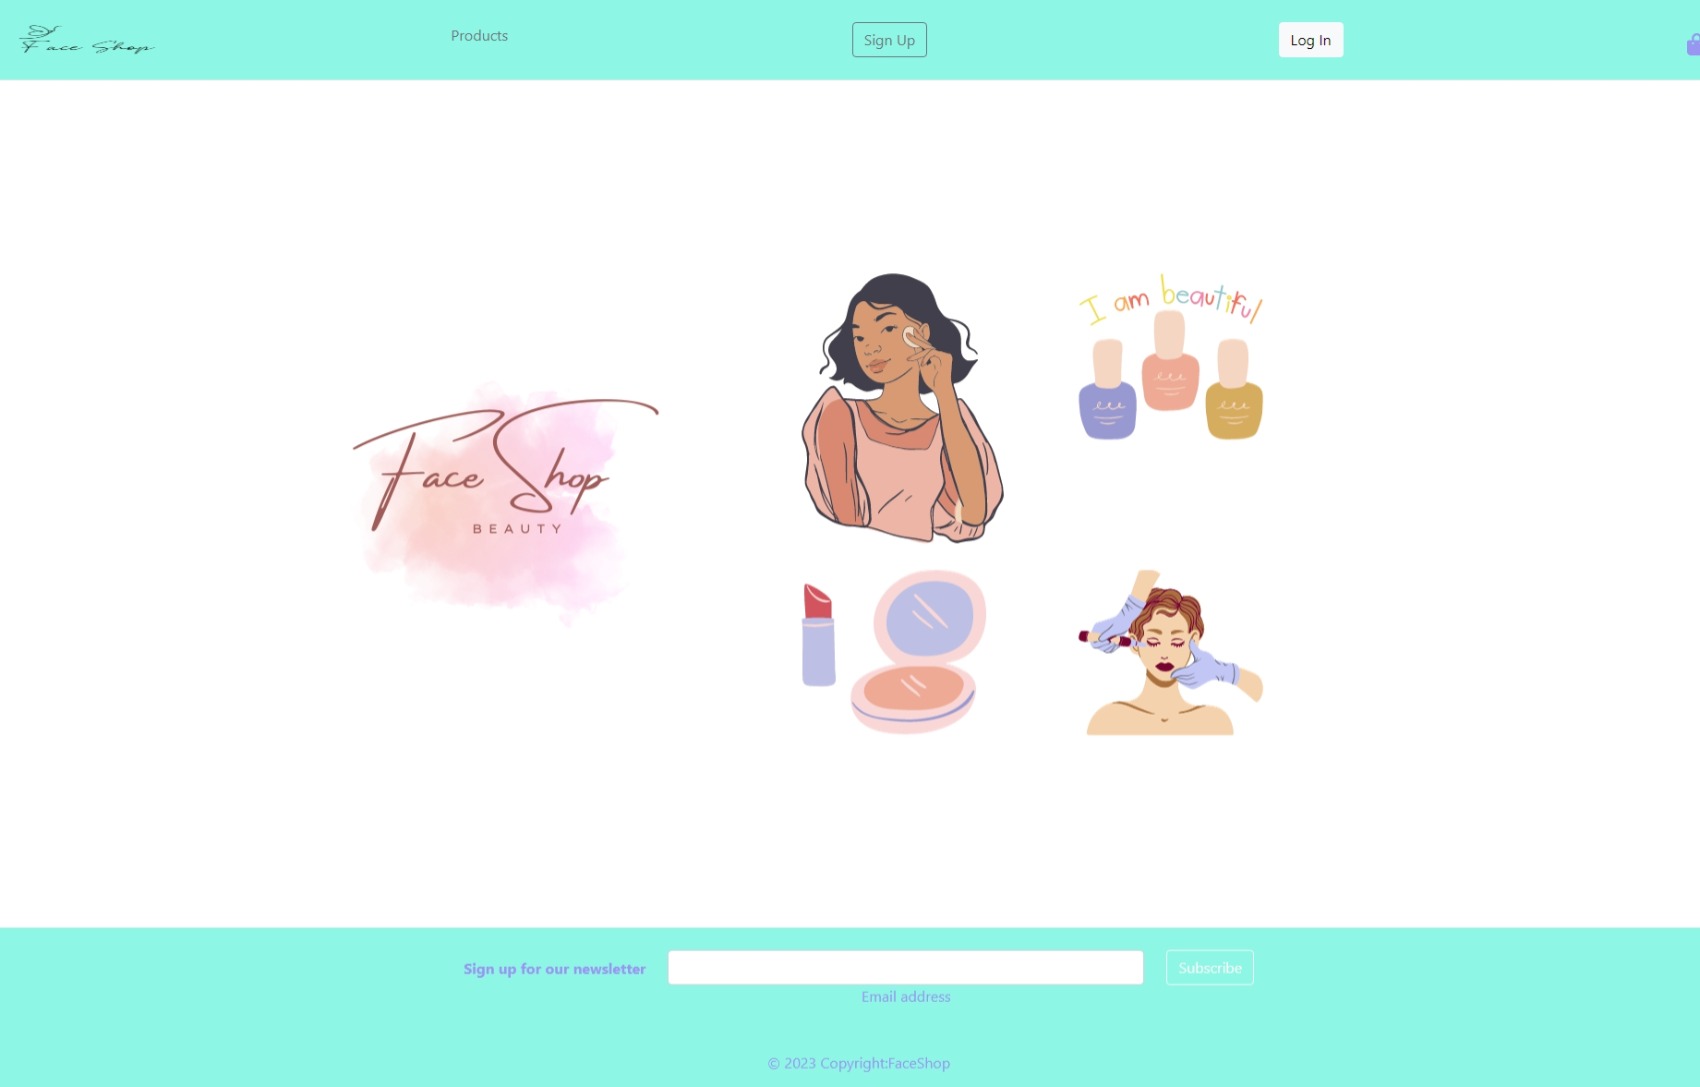 Face Shop
Products
Sign Up
Log In
I am beautiful
Face Shop
BEAUTY
Sign up for our newsletter
Subscribe
Email address
© 2023 Copyright:FaceShop